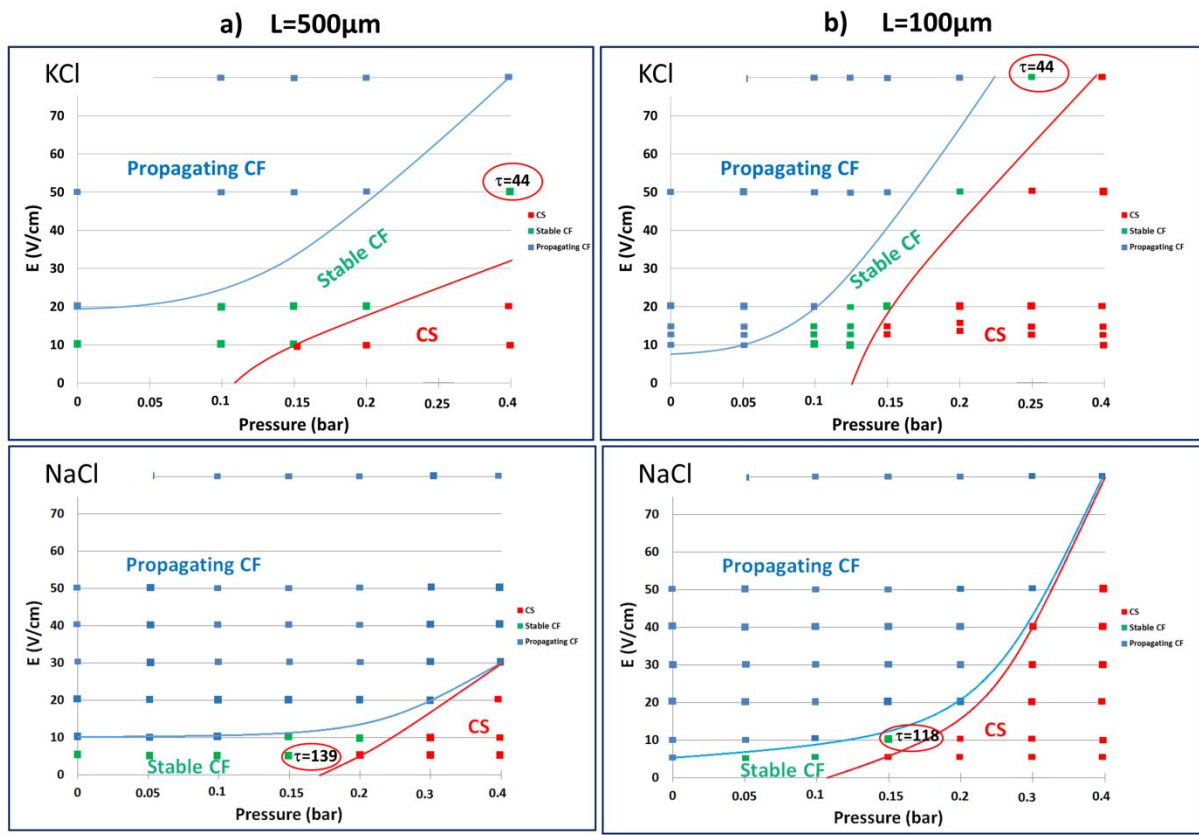 a) L=500µm
b) L=100µm
KCl
E (V/cm)
70
60
50
40
30
20
10
0
Propagating CF
Stable CF
CS
τ=44
CS
Stable CF
Propagating CF
0 0.05 0.1 0.15 0.2 0.25 0.4
Pressure (bar)
KCl
E (V/cm)
70
60
50
40
30
20
10
0
Propagating CF
Stable CF
CS
τ=44
CS
Stable CF
Propagating CF
0 0.05 0.1 0.15 0.2 0.25 0.4
Pressure (bar)
NaCl
E (V/cm)
70
60
50
40
30
20
10
0
Propagating CF
Stable CF
CS
τ=139
CS
Stable CF
Propagating CF
0 0.05 0.1 0.15 0.2 0.3 0.4
Pressure (bar)
NaCl
E (V/cm)
70
60
50
40
30
20
10
0
Propagating CF
Stable CF
CS
τ=118
CS
Stable CF
Propagating CF
0 0.05 0.1 0.15 0.2 0.3 0.4
Pressure (bar)